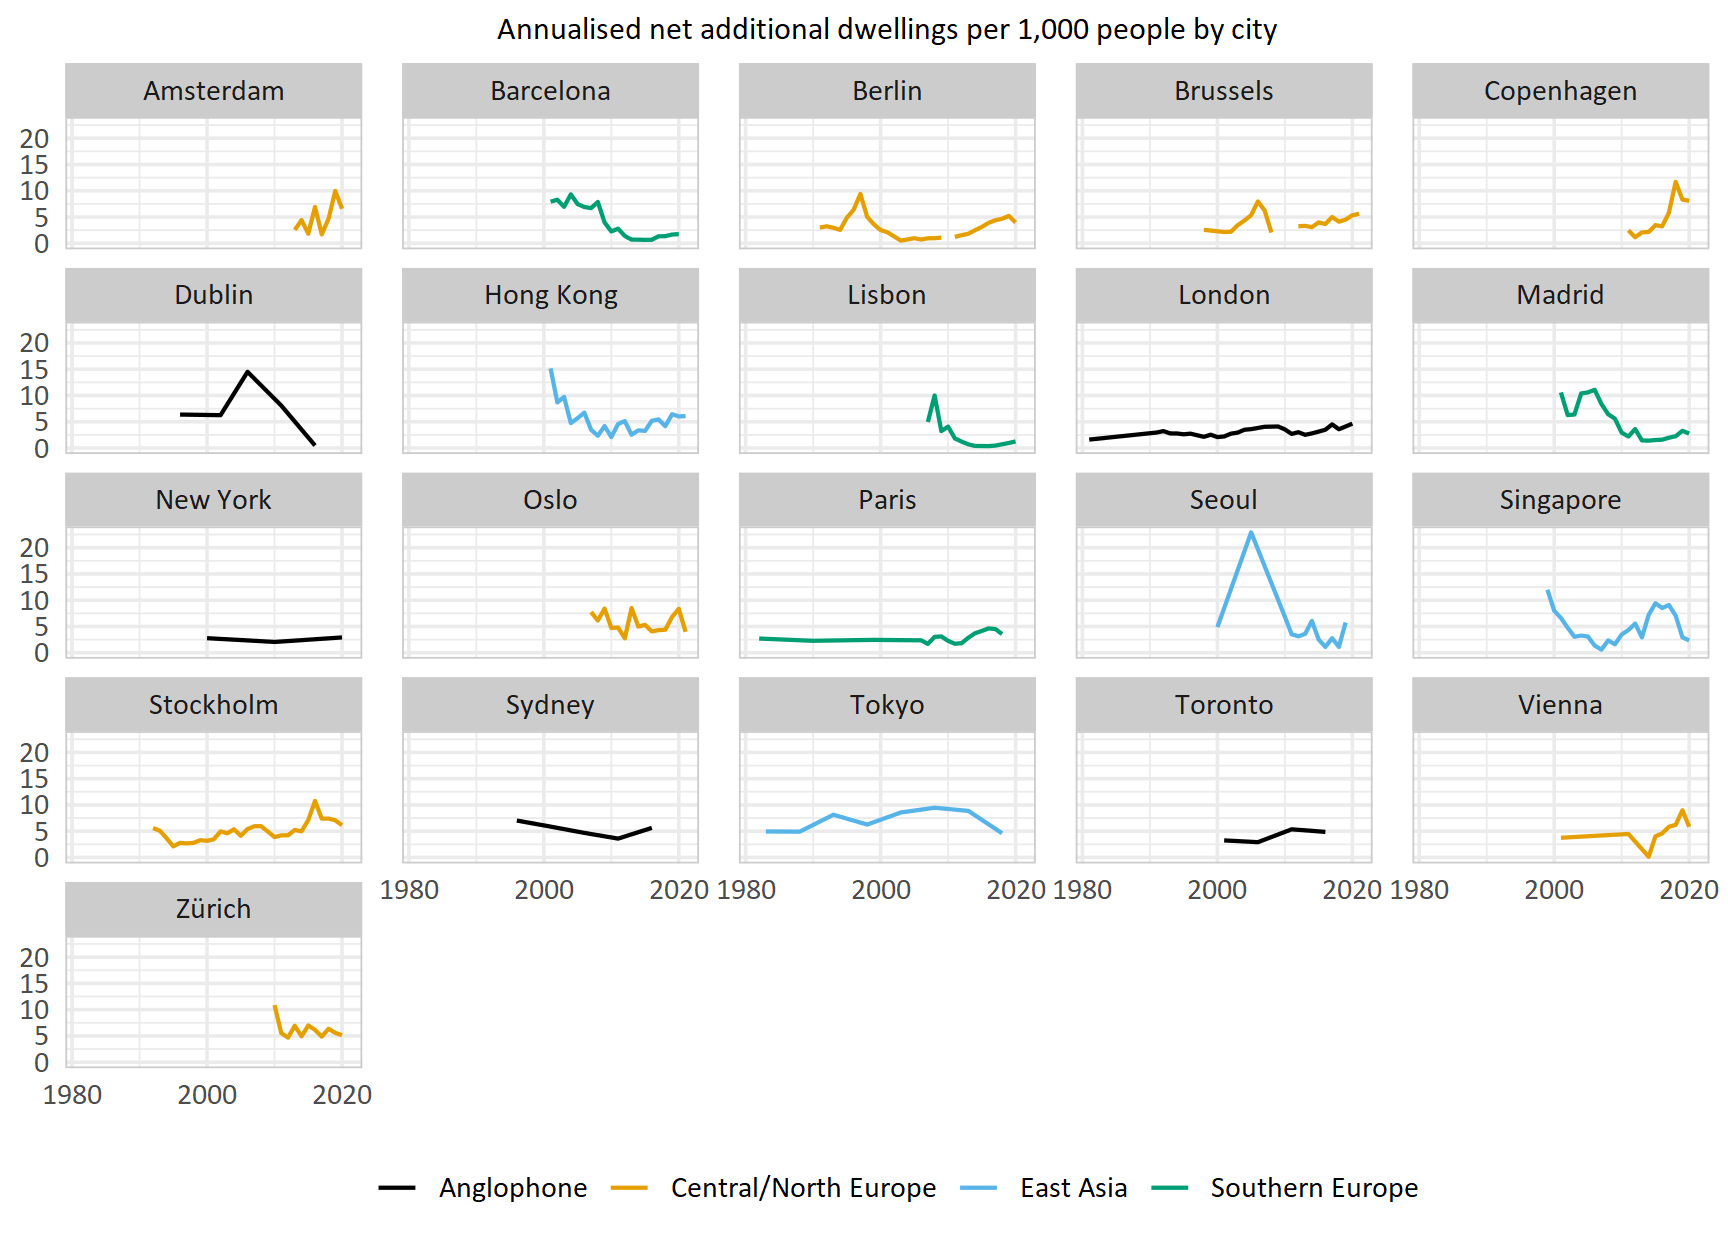 Annualised net additional dwellings per 1,000 people by city
Amsterdam Barcelona Berlin Brussels Copenhagen
20
15
10
5
0
Dublin Hong Kong Lisbon London Madrid
20
15
10
5
0
New York Oslo Paris Seoul Singapore
20
15
10
5
0
Stockholm Sydney Tokyo Toronto Vienna
20
15
10
5
0
1980 2000 2020 1980 2000 2020 1980 2000 2020 1980 2000 2020
Zürich
20
15
10
5
0
1980 2000 2020
Anglophone Central/North Europe East Asia Southern Europe